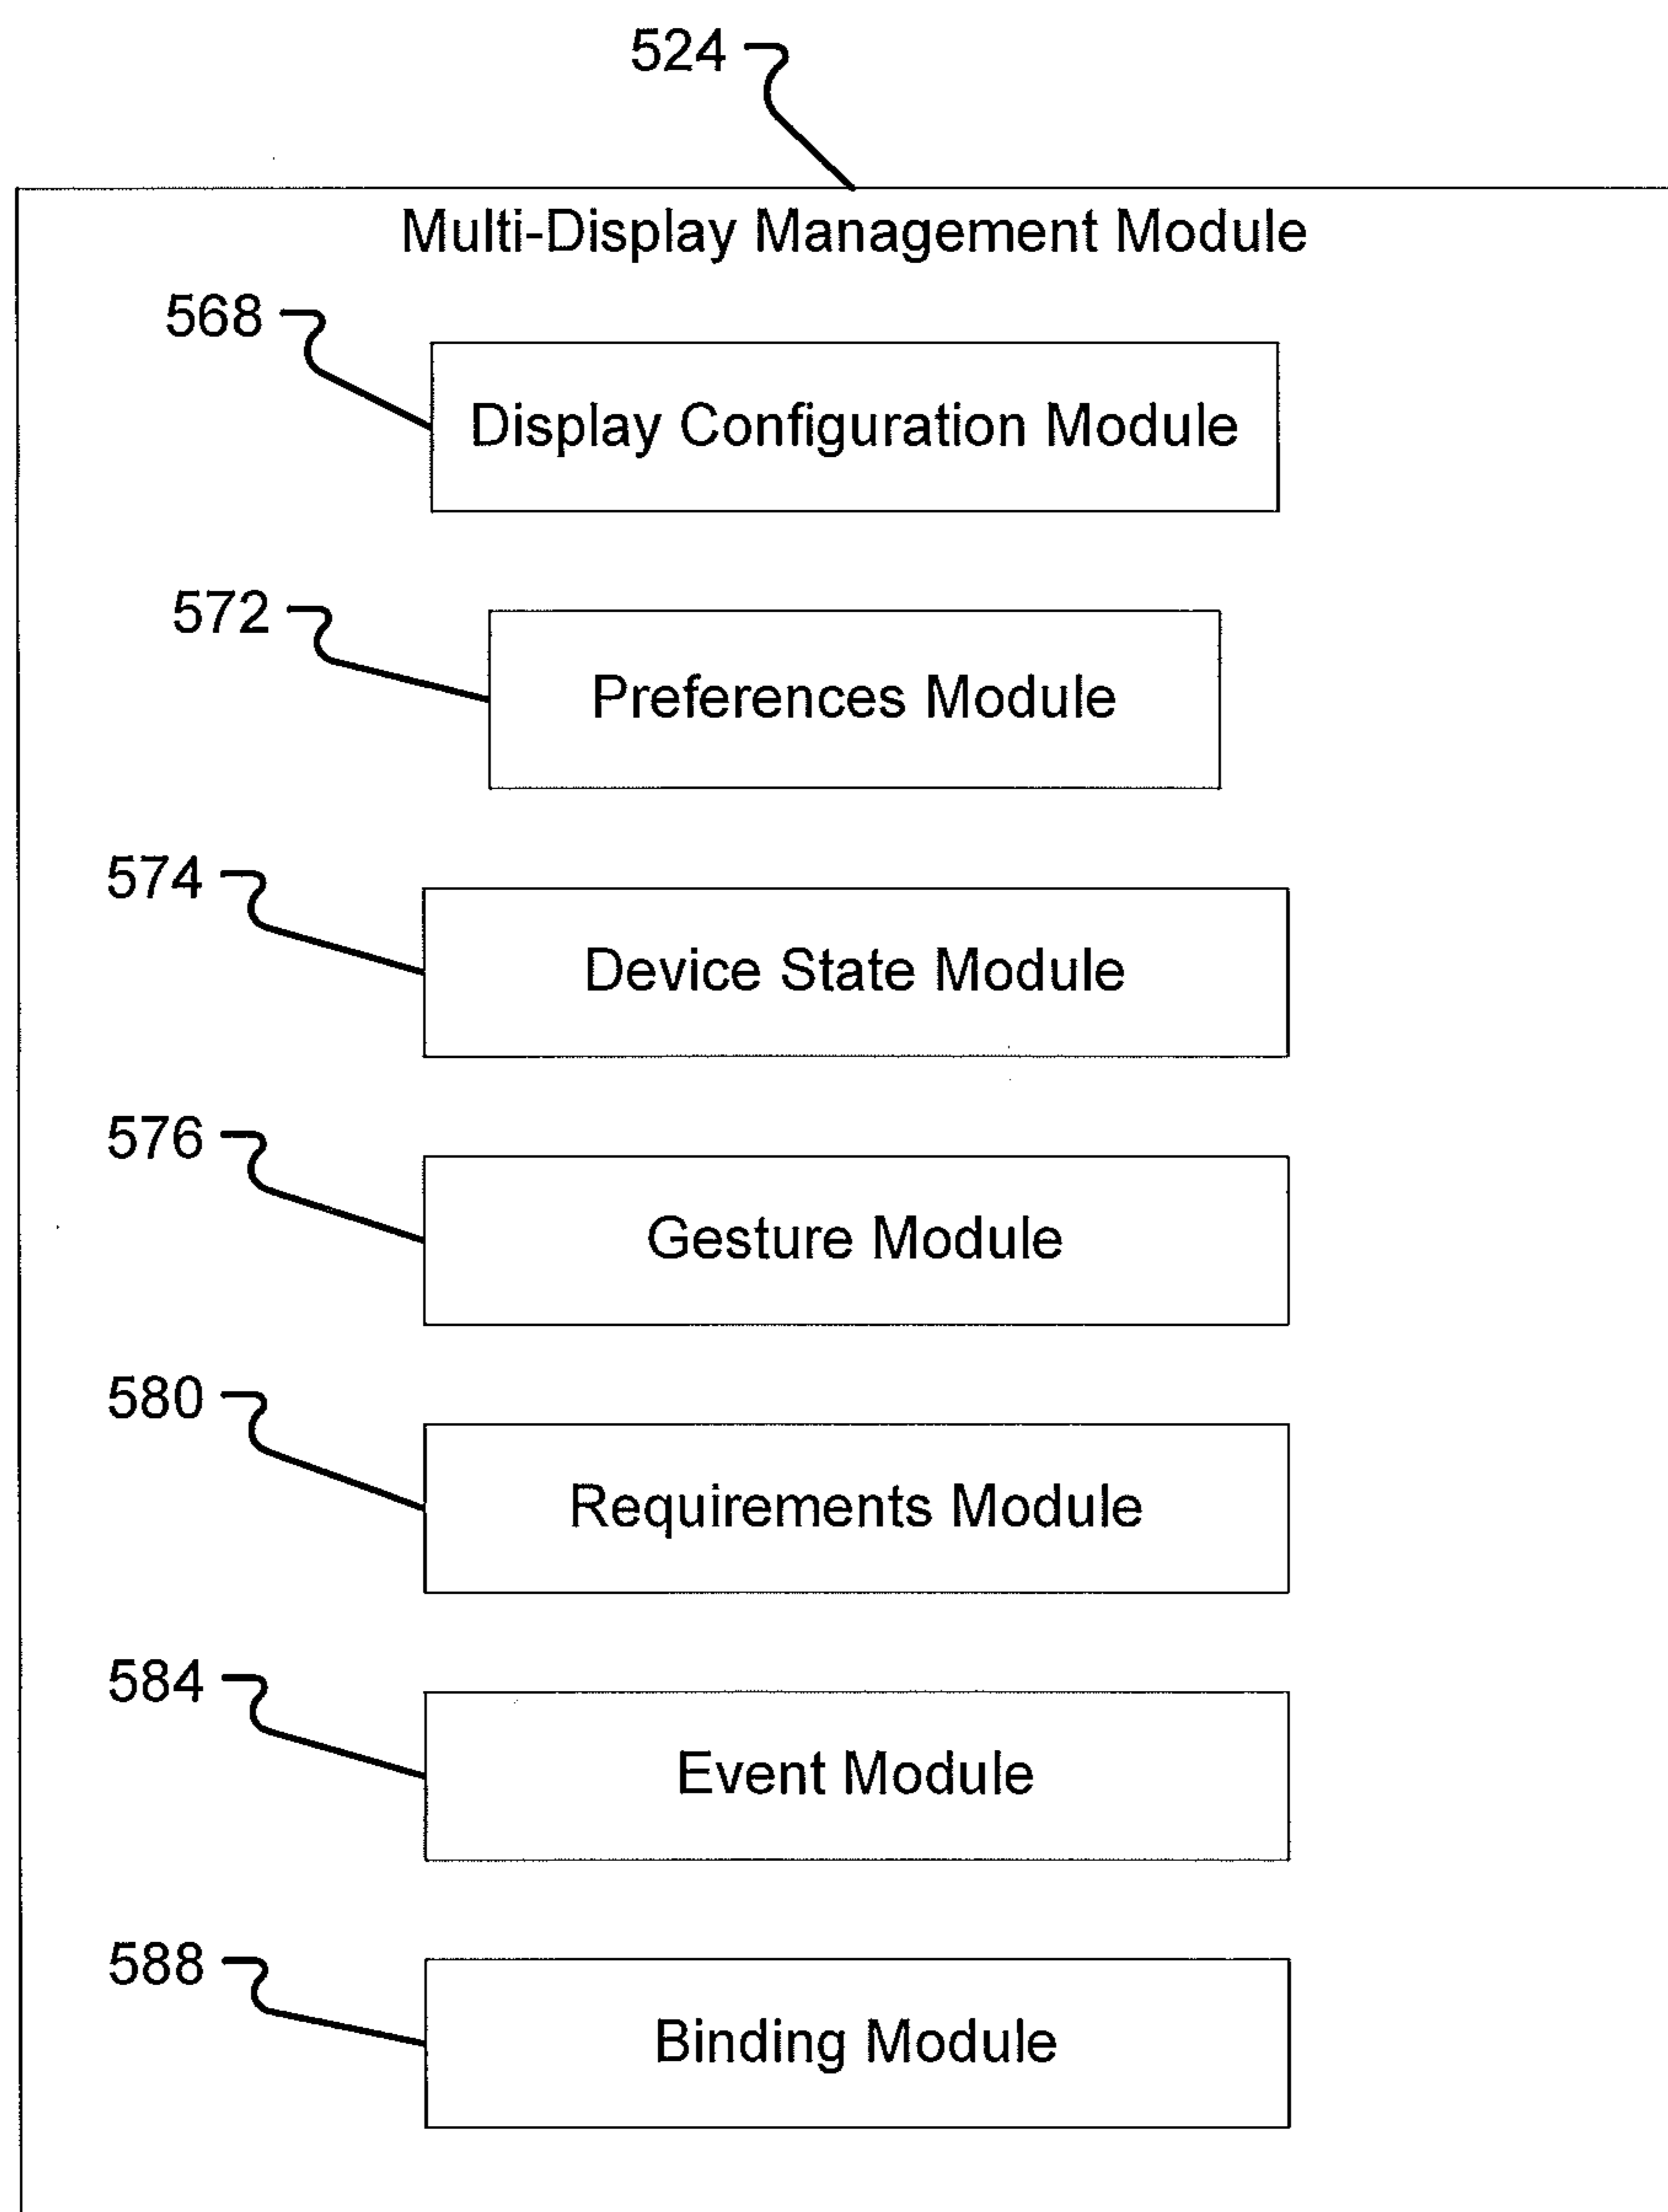 524
Multi-Display Management Module
568
Display Configuration Module
572
Preferences Module
574
Device State Module
576
Gesture Module
580
Requirements Module
584
Event Module
588
Binding Module